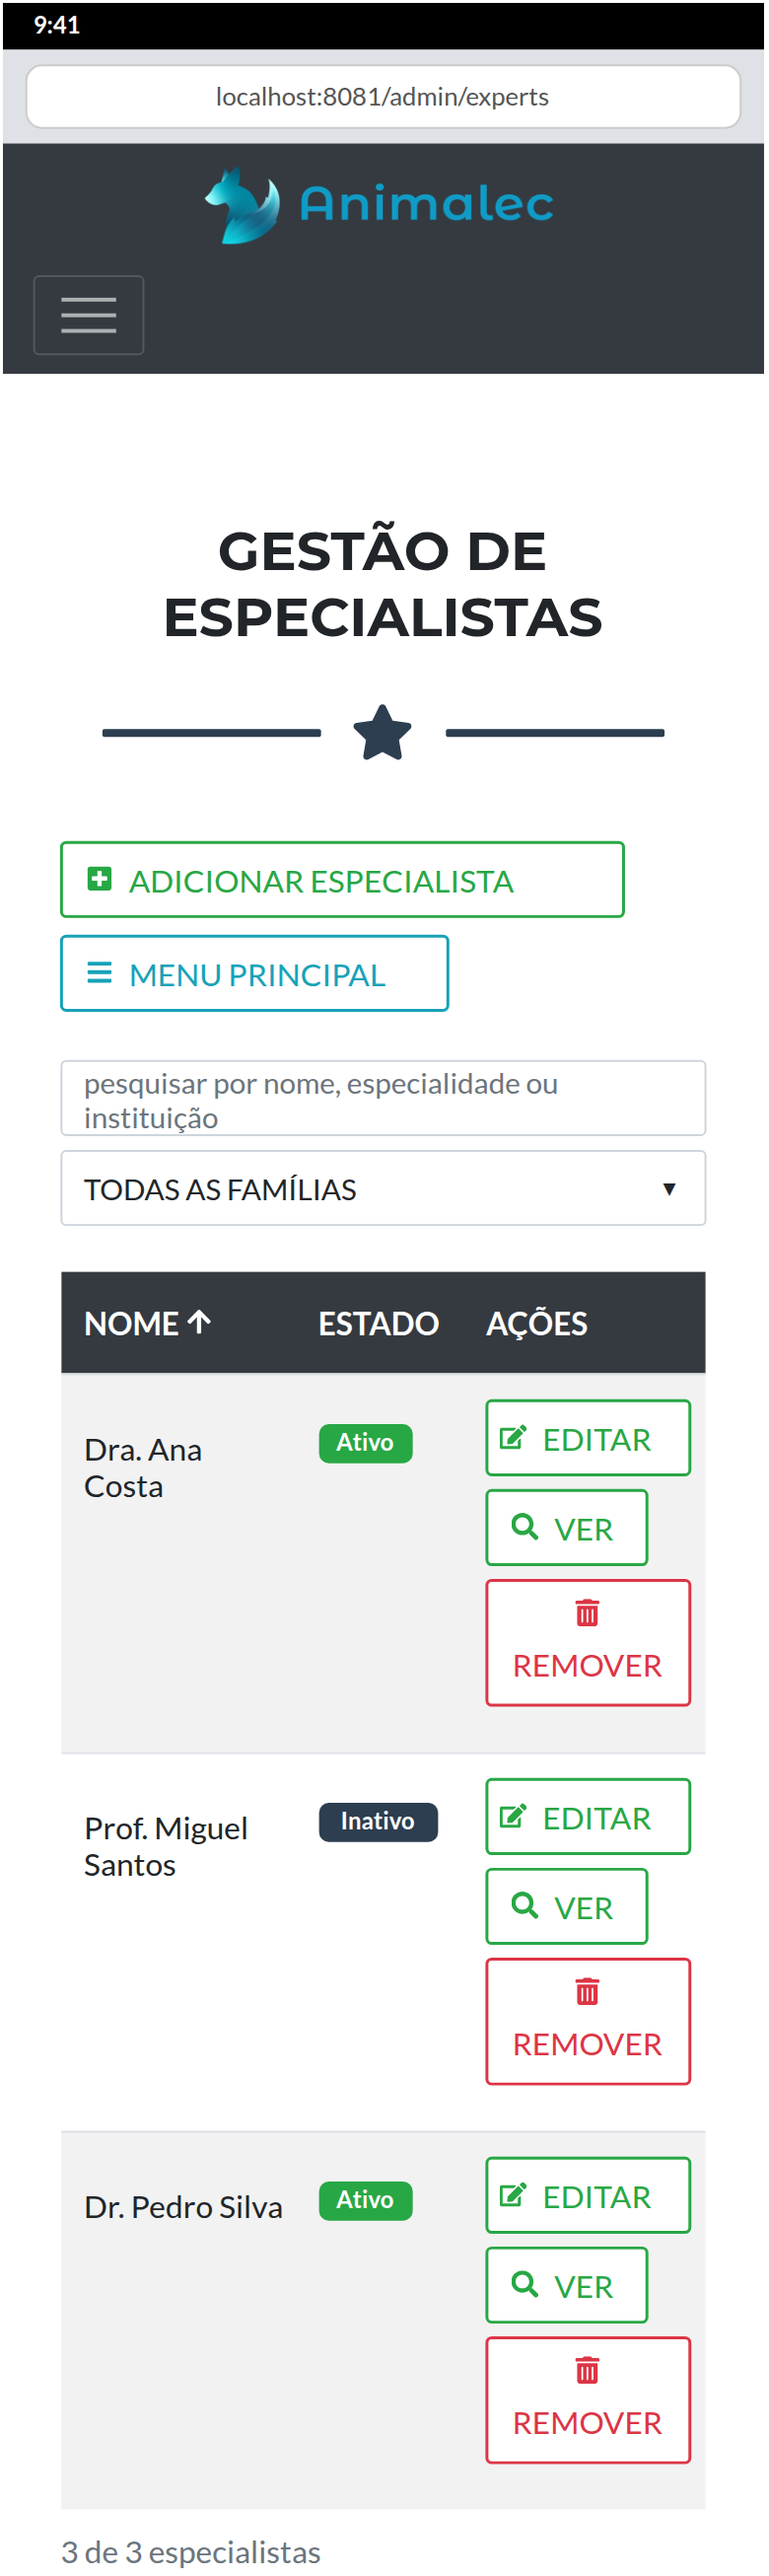 9:41
localhost:8081/admin/experts
Animalec
GESTÃO DE
ESPECIALISTAS
ADICIONAR ESPECIALISTA
MENU PRINCIPAL
pesquisar por nome, especialidade ou
instituição
TODAS AS FAMÍLIAS
NOME ESTADO AÇÕES
Dra. Ana
Costa
Ativo
EDITAR
VER
REMOVER
Prof. Miguel
Santos
Inativo
EDITAR
VER
REMOVER
Dr. Pedro Silva
Ativo
EDITAR
VER
REMOVER
3 de 3 especialistas